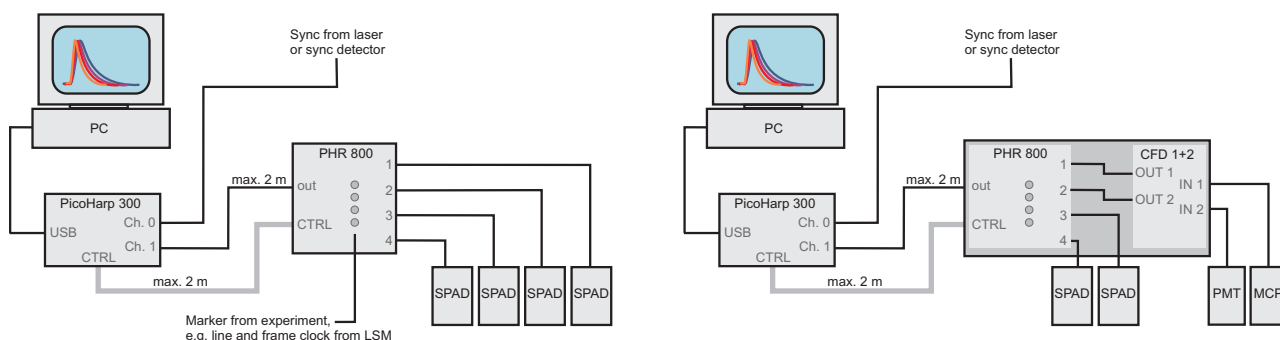 Sync from laser
or sync detector
PC
PHR 800
1
max. 2 m
out
2
PicoHarp 300
3
Ch. 0
CTRL
USB
Ch. 1
4
CTRL
max. 2 m
SPAD
SPAD
SPAD
SPAD
Marker from experiment,
e.g. line and frame clock from LSM
Sync from laser
or sync detector
PC
PHR 800
CFD 1+2
1
OUT 1
max. 2 m
out
IN 1
2
OUT 2
PicoHarp 300
IN 2
3
Ch. 0
CTRL
USB
4
Ch. 1
CTRL
max. 2 m
SPAD
SPAD
PMT
MCP